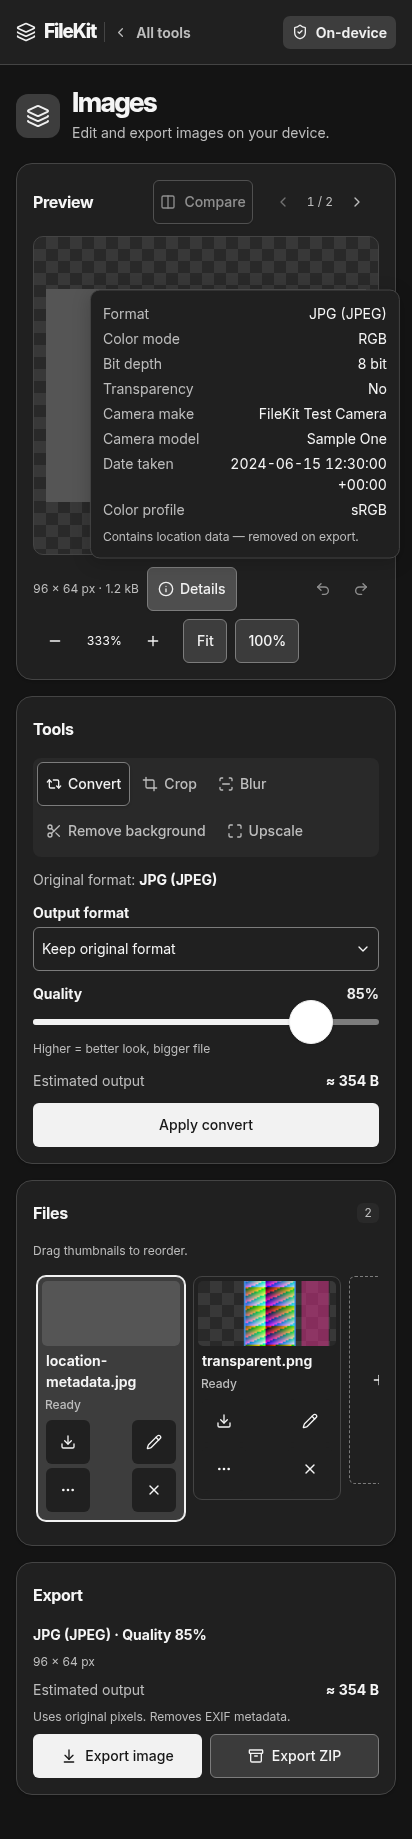 FileKit
All tools
On-device
Images
Edit and export images on your device.
Preview
Compare
1 / 2
Format JPG (JPEG)
Color mode RGB
Bit depth 8 bit
Transparency No
Camera make FileKit Test Camera
Camera model Sample One
Date taken 2024-06-15 12:30:00
+00:00
Color profile sRGB
Contains location data — removed on export.
96 × 64 px · 1.2 kB Details
333% Fit 100%
Tools
Convert Crop Blur
Remove background Upscale
Original format: JPG (JPEG)
Output format
Keep original format
Quality 85%
Higher = better look, bigger file
Estimated output ≈ 354 B
Apply convert
Files 2
Drag thumbnails to reorder.
location-
metadata.jpg
Ready
transparent.png
Ready
Export
JPG (JPEG) · Quality 85%
96 × 64 px
Estimated output ≈ 354 B
Uses original pixels. Removes EXIF metadata.
Export image Export ZIP